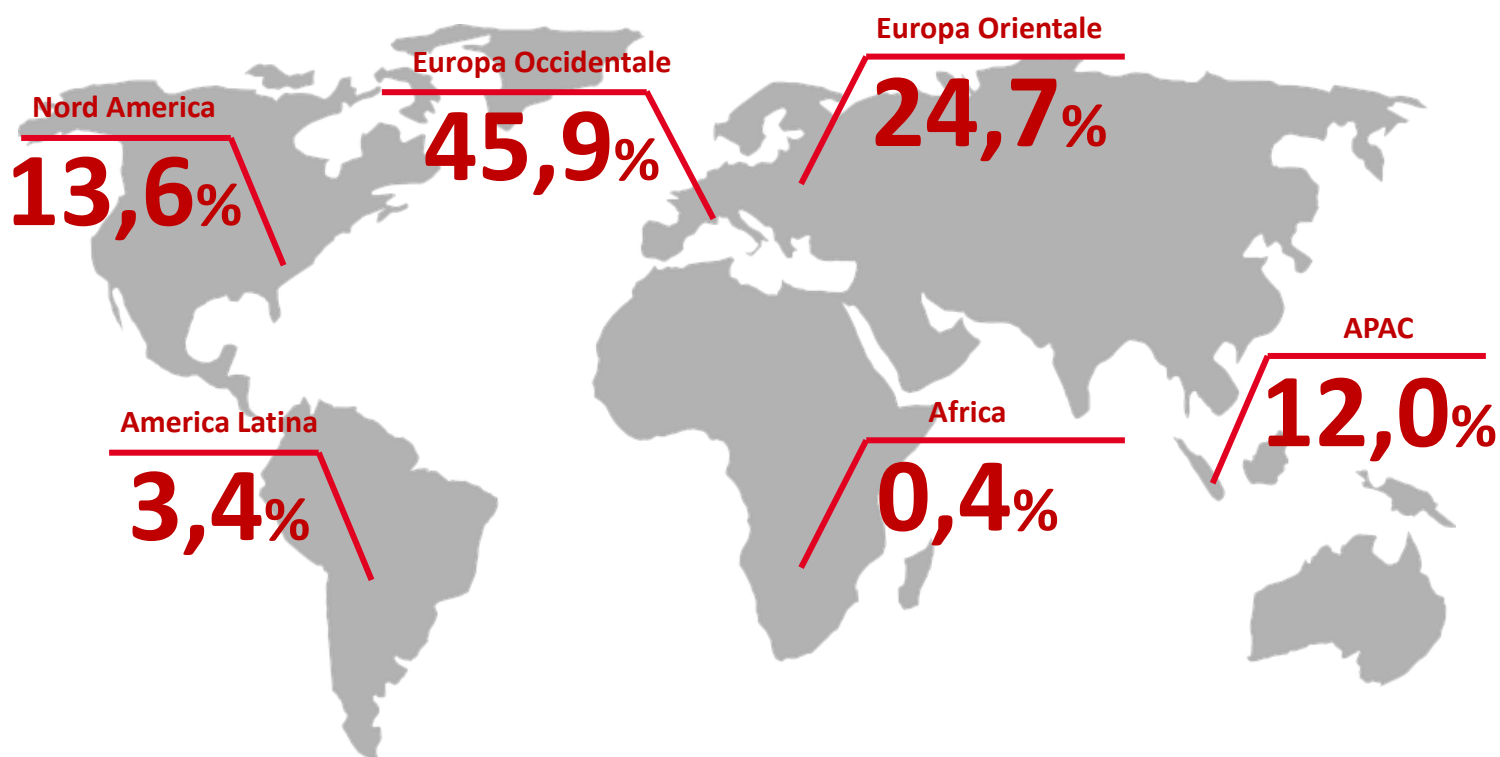 Europa Orientale
24,7%
Europa Occidentale
45,9%
Nord America
13,6%
APAC
12,0%
America Latina
3,4%
Africa
0,4%